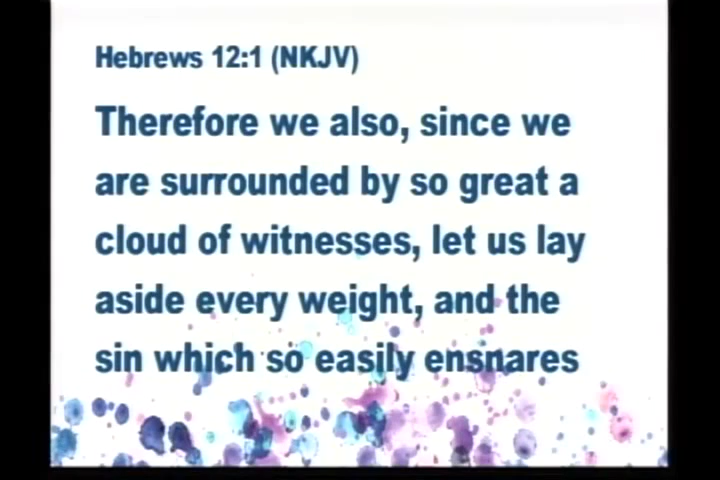 Hebrews 12:1 (NKJV)
Therefore we also, since we
are surrounded by so great a
cloud of witnesses, let us lay
aside every weight, and the
sin which so easily ensnares